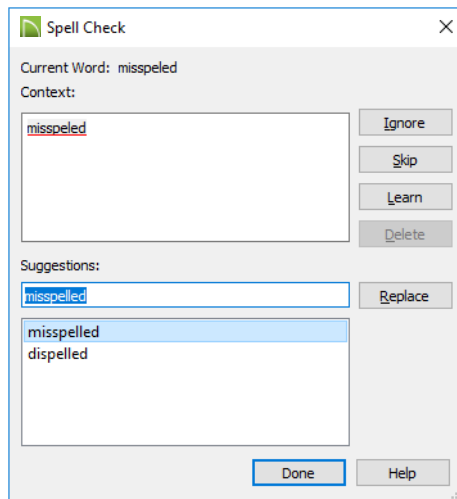 Spell Check
Current Word: misspeled
Context:
misspeled
Ignore
Skip
Learn
Delete
Suggestions:
misspelled
Replace
misspelled
dispelled
Done
Help